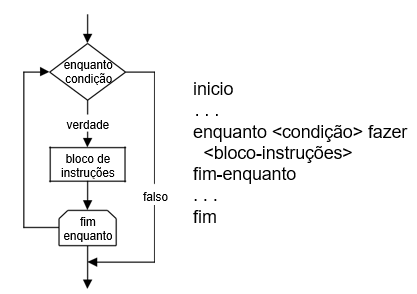 enquanto
condição
verdade
bloco de
instruções
falso
fim
enquanto
inicio
. . .
enquanto <condição> fazer
<bloco-instruções>
fim-enquanto
. . .
fim